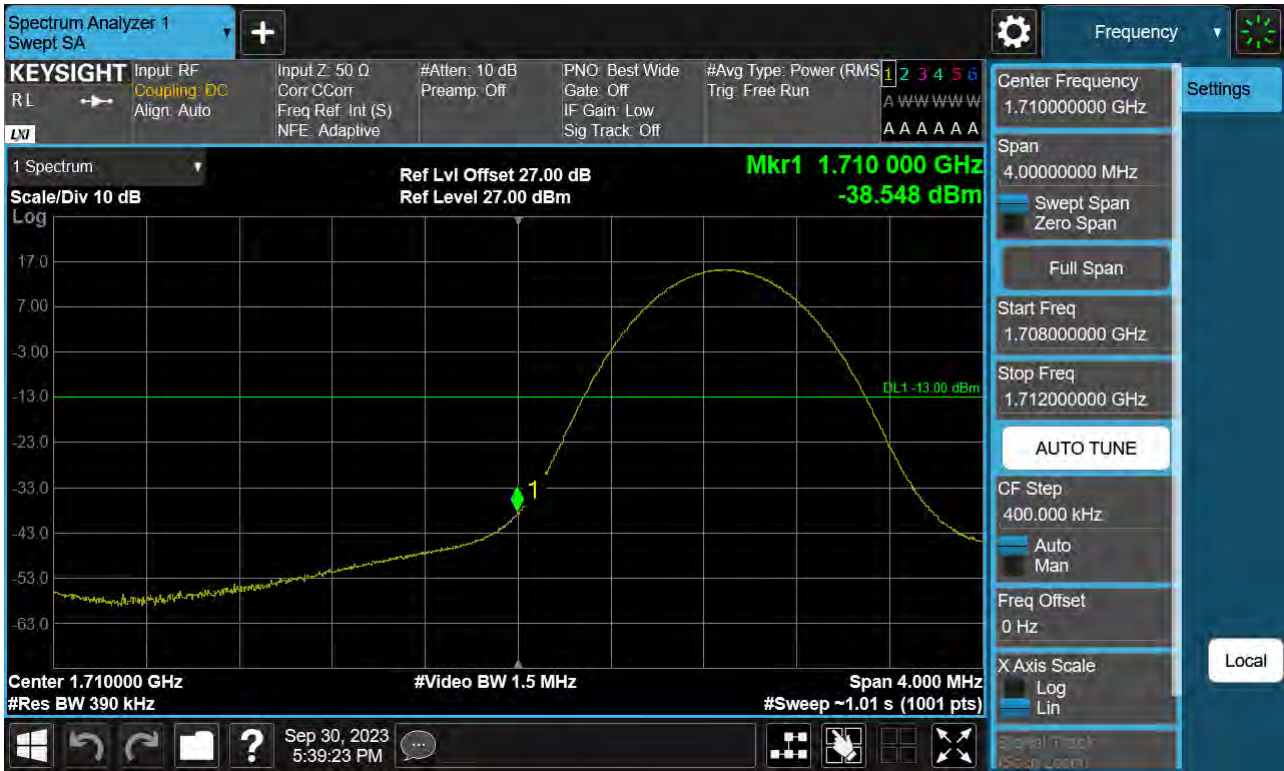 Spectrum Analyzer 1
Swept SA
+
Frequency
KEYSIGHT
RL
LXI
Input: RF
Coupling: DC
Align: Auto
Input Z: 50 Ω
Corr CCorr
Freq Ref: Int (S)
NFE: Adaptive
#Atten: 10 dB
Preamp: Off
PNO: Best Wide
Gate: Off
IF Gain: Low
Sig Track: Off
#Avg Type: Power (RMS
Trig: Free Run
1 2 3 4 5 6
A W W W W W
A A A A A A
1 Spectrum
Scale/Div 10 dB
Log
Ref Lvl Offset 27.00 dB
Ref Level 27.00 dBm
Mkr1 1.710 000 GHz
-38.548 dBm
17.0
7.00
-3.00
-13.0
-23.0
-33.0
-43.0
-53.0
-63.0
DL1 -13.00 dBm
1
Center 1.710000 GHz
#Res BW 390 kHz
#Video BW 1.5 MHz
Span 4.000 MHz
#Sweep ~1.01 s (1001 pts)
Center Frequency
1.710000000 GHz
Span
4.00000000 MHz
Swept Span
Zero Span
Full Span
Start Freq
1.708000000 GHz
Stop Freq
1.712000000 GHz
AUTO TUNE
CF Step
400.000 kHz
Auto
Man
Freq Offset
0 Hz
X Axis Scale
Log
Lin
Signal Track
(Span Zoom)
Settings
Local
?
Sep 30, 2023
5:39:23 PM